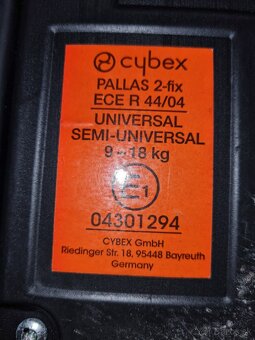 cybex
PALLAS 2-fix
ECE R 44/04
UNIVERSAL
SEMI-UNIVERSAL
9 - 18 kg
E1
04301294
CYBEX GmbH
Riedinger Str. 18, 95448 Bayreuth
Germany